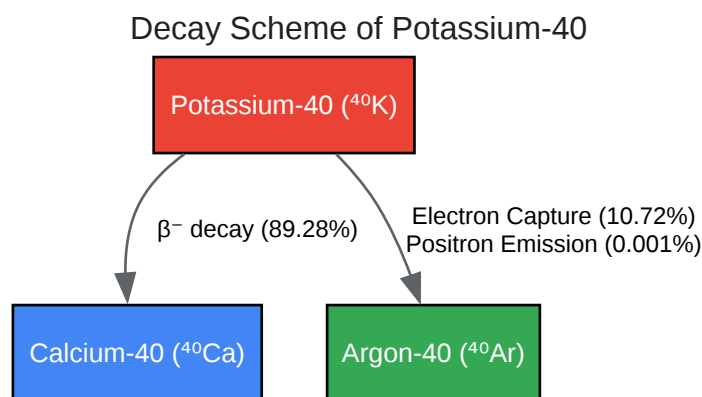 Decay Scheme of Potassium-40
Potassium-40 (⁴⁰K)
β⁻ decay (89.28%)
Electron Capture (10.72%)
Positron Emission (0.001%)
Calcium-40 (⁴⁰Ca)
Argon-40 (⁴⁰Ar)